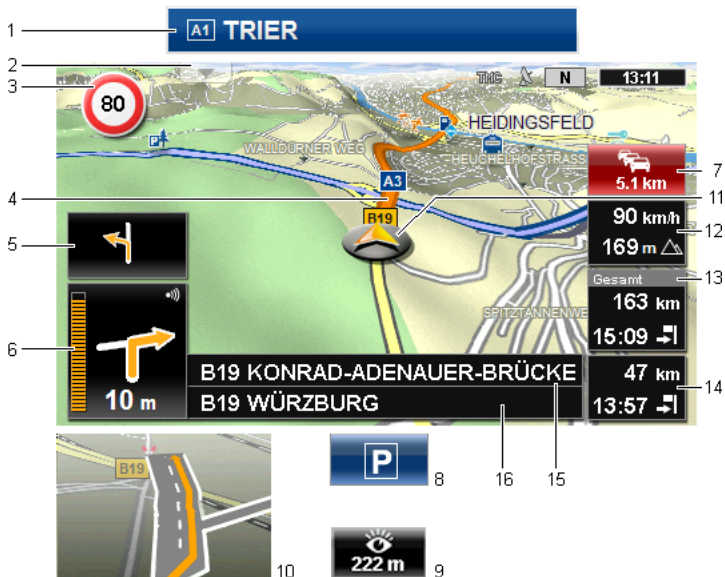 1
A1 TRIER
2
3
80
TMC
N
13:11
HEIDINGSFELD
WALLDÜRNER WEG
HEUCHELHOFSTRASS
7
5.1 km
A3
4
11
B19
90 km/h
12
169 m
5
Gesamt
13
163 km
SPITZTANNENWE
15:09
6
B19 KONRAD-ADENAUER-BRÜCKE
47 km
14
10 m
B19 WÜRZBURG
13:57
16
15
B19
P
8
10
222 m
9